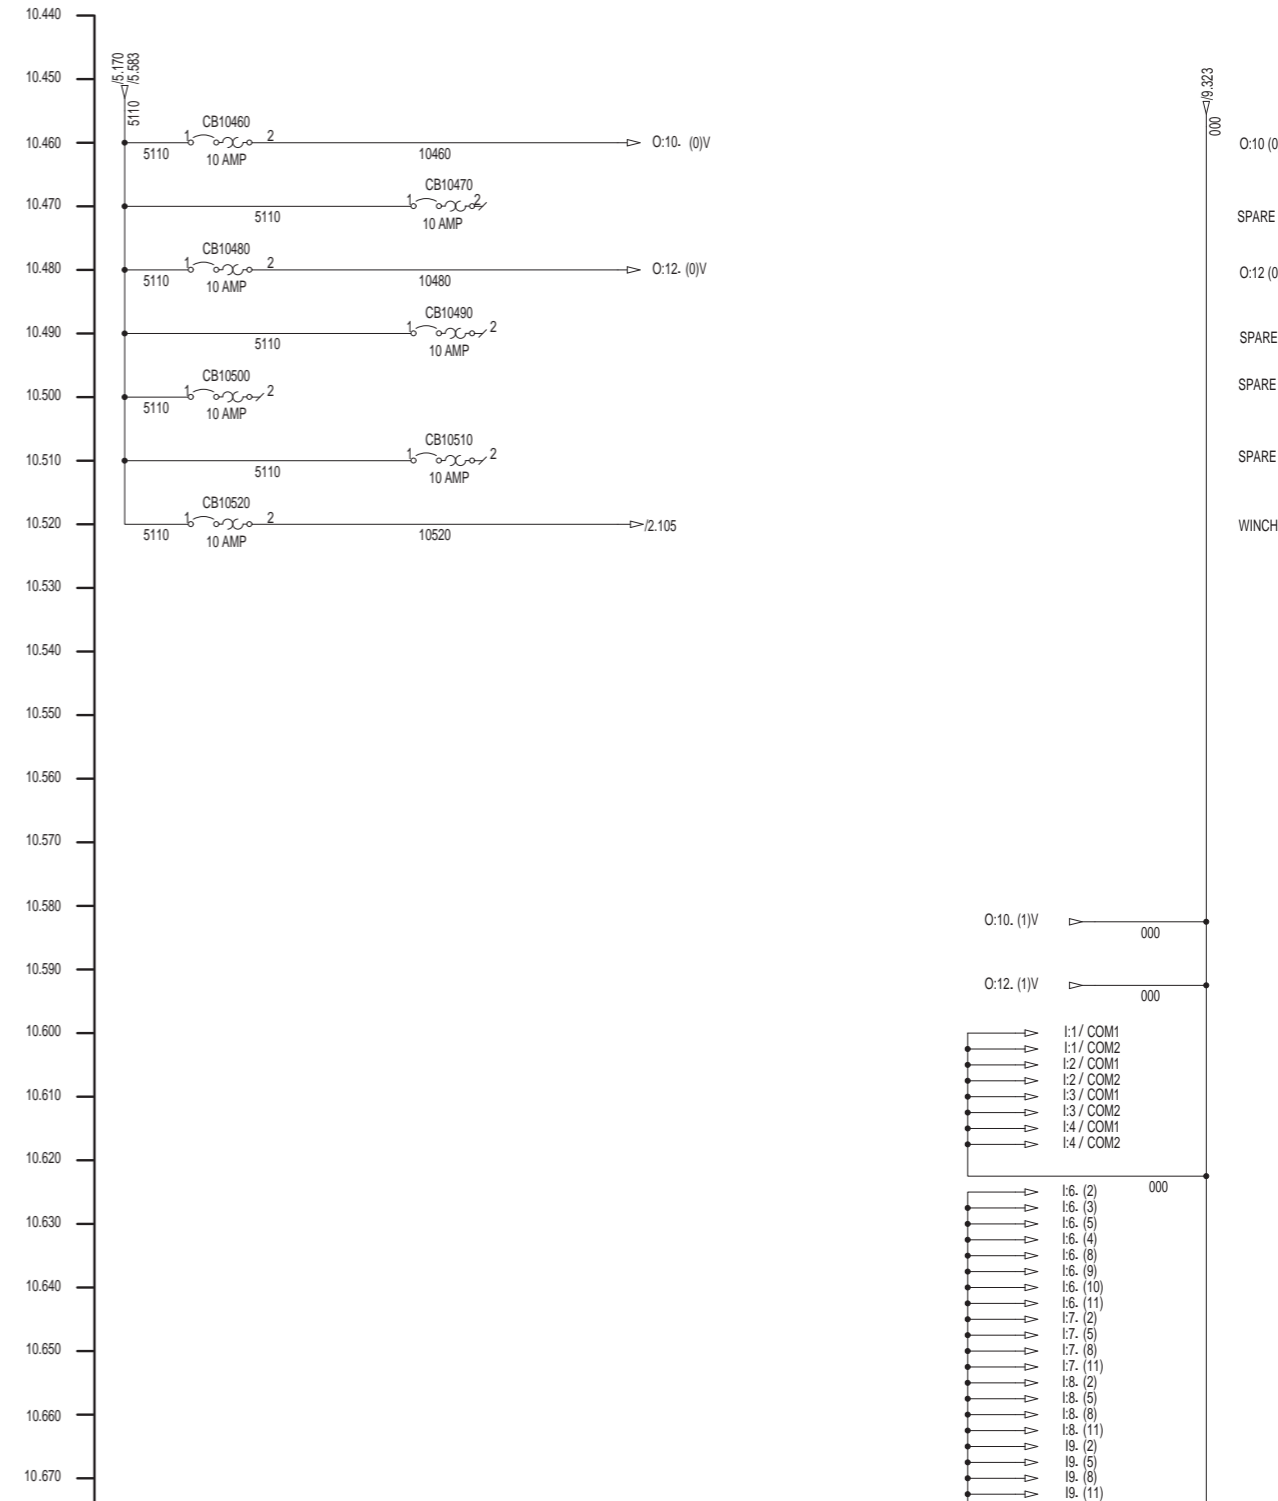 10.440
10.450
/5.170
/5.583
5110
/9.323
000
10.460
5110
1
CB10460
2
10 AMP
10460
O:10. (0)V
O:10 (0
10.470
5110
1
CB10470
2
10 AMP
SPARE
10.480
5110
1
CB10480
2
10 AMP
10480
O:12. (0)V
O:12 (0
10.490
5110
1
CB10490
2
10 AMP
SPARE
10.500
5110
1
CB10500
2
10 AMP
SPARE
10.510
5110
1
CB10510
2
10 AMP
SPARE
10.520
5110
1
CB10520
2
10 AMP
10520
/2.105
WINCH
10.530
10.540
10.550
10.560
10.570
10.580
O:10. (1)V
000
10.590
O:12. (1)V
000
10.600
I:1/ COM1
I:1/ COM2
I:2 / COM1
I:2 / COM2
10.610
I:3 / COM1
I:3 / COM2
I:4 / COM1
I:4 / COM2
10.620
000
I:6. (2)
I:6. (3)
10.630
I:6. (5)
I:6. (4)
I:6. (8)
I:6. (9)
10.640
I:6. (10)
I:6. (11)
I:7. (2)
I:7. (5)
10.650
I:7. (8)
I:7. (11)
I:8. (2)
I:8. (5)
10.660
I:8. (8)
I:8. (11)
I9. (2)
I9. (5)
10.670
I9. (8)
I9. (11)